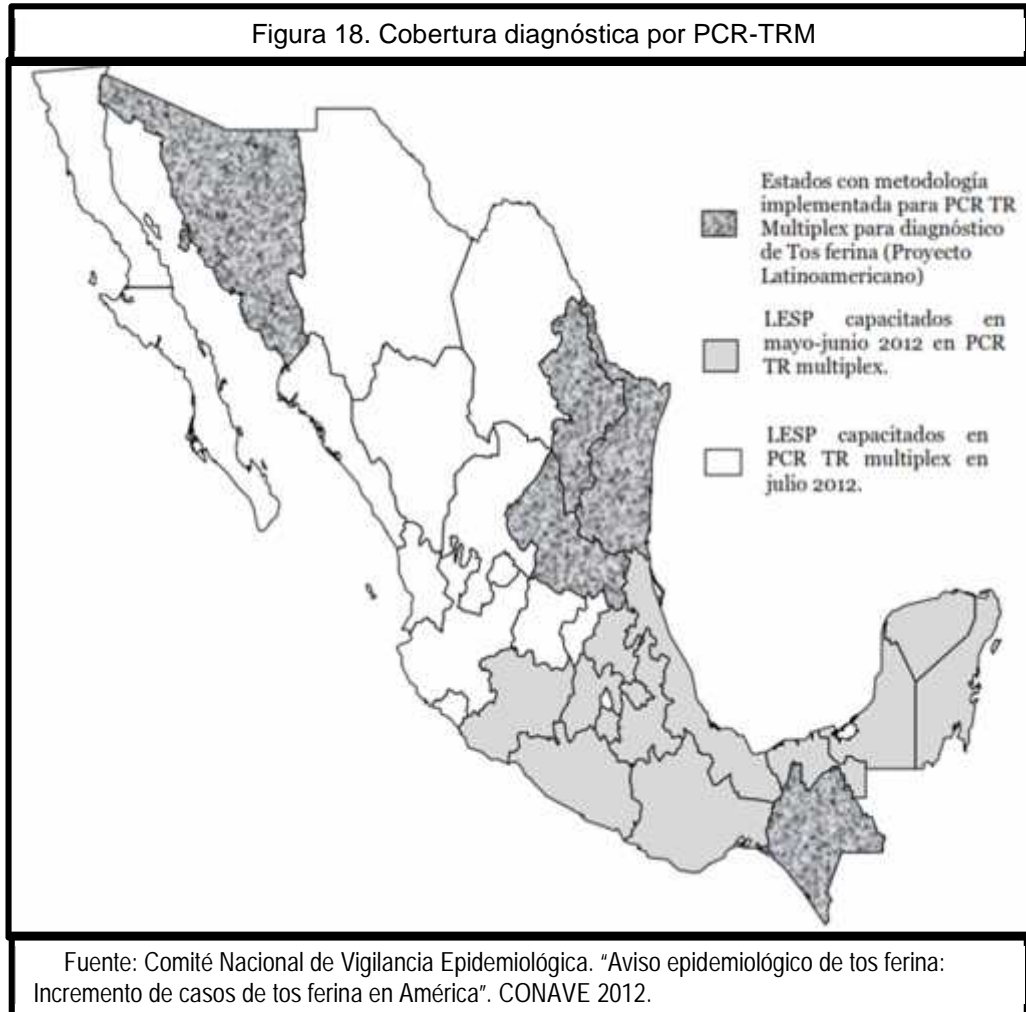 Figura 18. Cobertura diagnóstica por PCR-TRM
Estados con metodología
implementada para PCR TR
Multiplex para diagnóstico
de Tos ferina (Proyecto
Latinoamericano)
LESP capacitados en
mayo-junio 2012 en PCR
TR multiplex.
LESP capacitados en
PCR TR multiplex en
julio 2012.
Fuente: Comité Nacional de Vigilancia Epidemiológica. "Aviso epidemiológico de tos ferina:
Incremento de casos de tos ferina en América". CONAVE 2012.